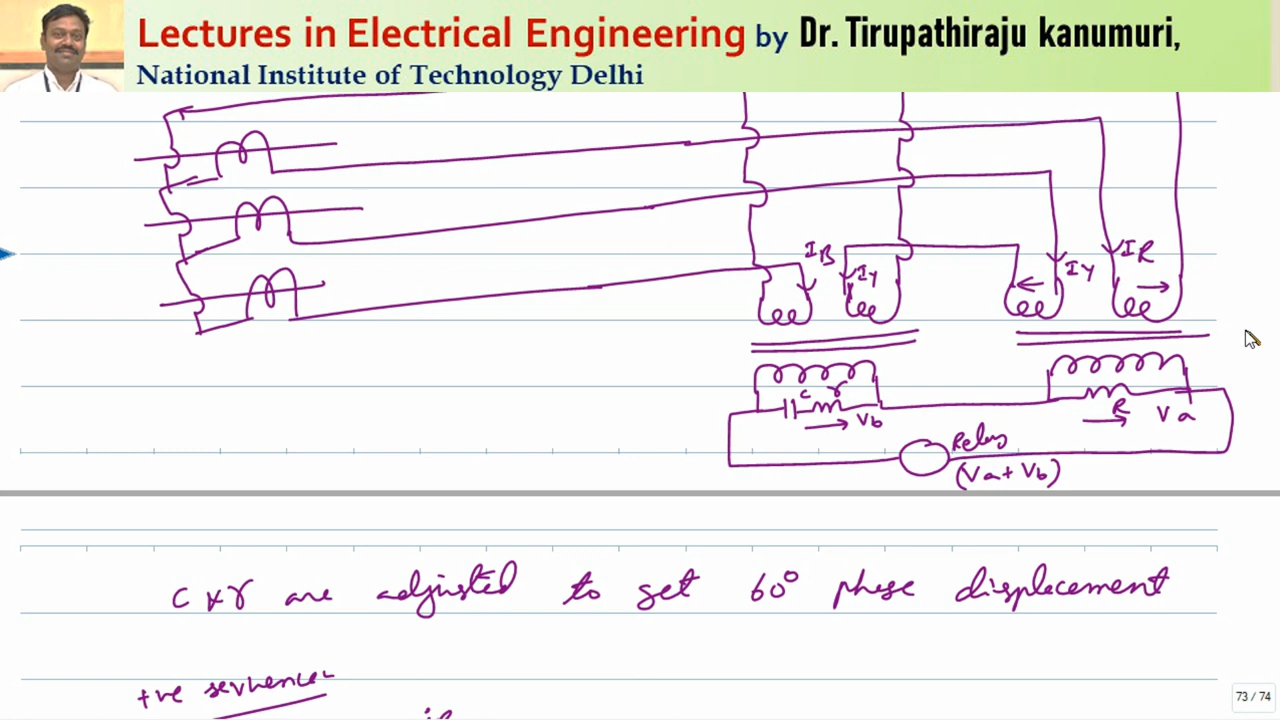 Lectures in Electrical Engineering by Dr. Tirupathiraju kanumuri,
National Institute of Technology Delhi
IB
IY
IY
IR
C
r
Vb
R
Va
Relay
(Va + Vb)
C & r are adjusted to get 60° phase displacement
+ve sequence
if
73 / 74